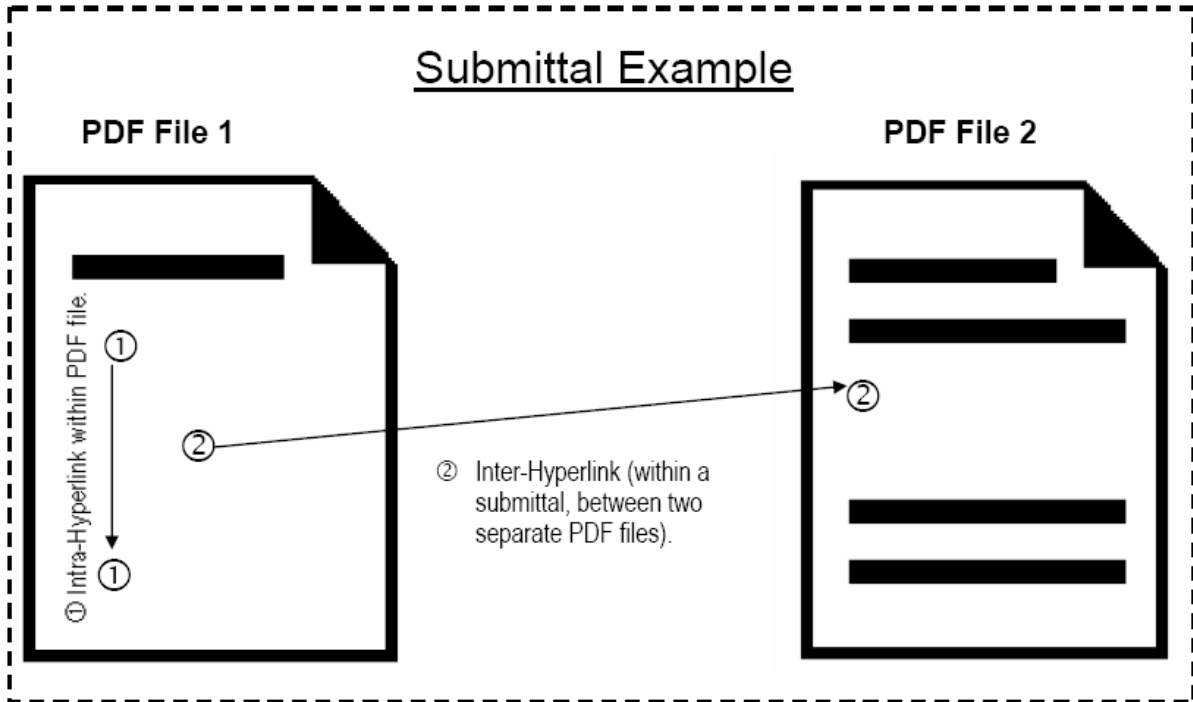 Submittal Example
PDF File 1
PDF File 2
① Intra-Hyperlink within PDF file.
①
①
②
②
② Inter-Hyperlink (within a
submittal, between two
separate PDF files).